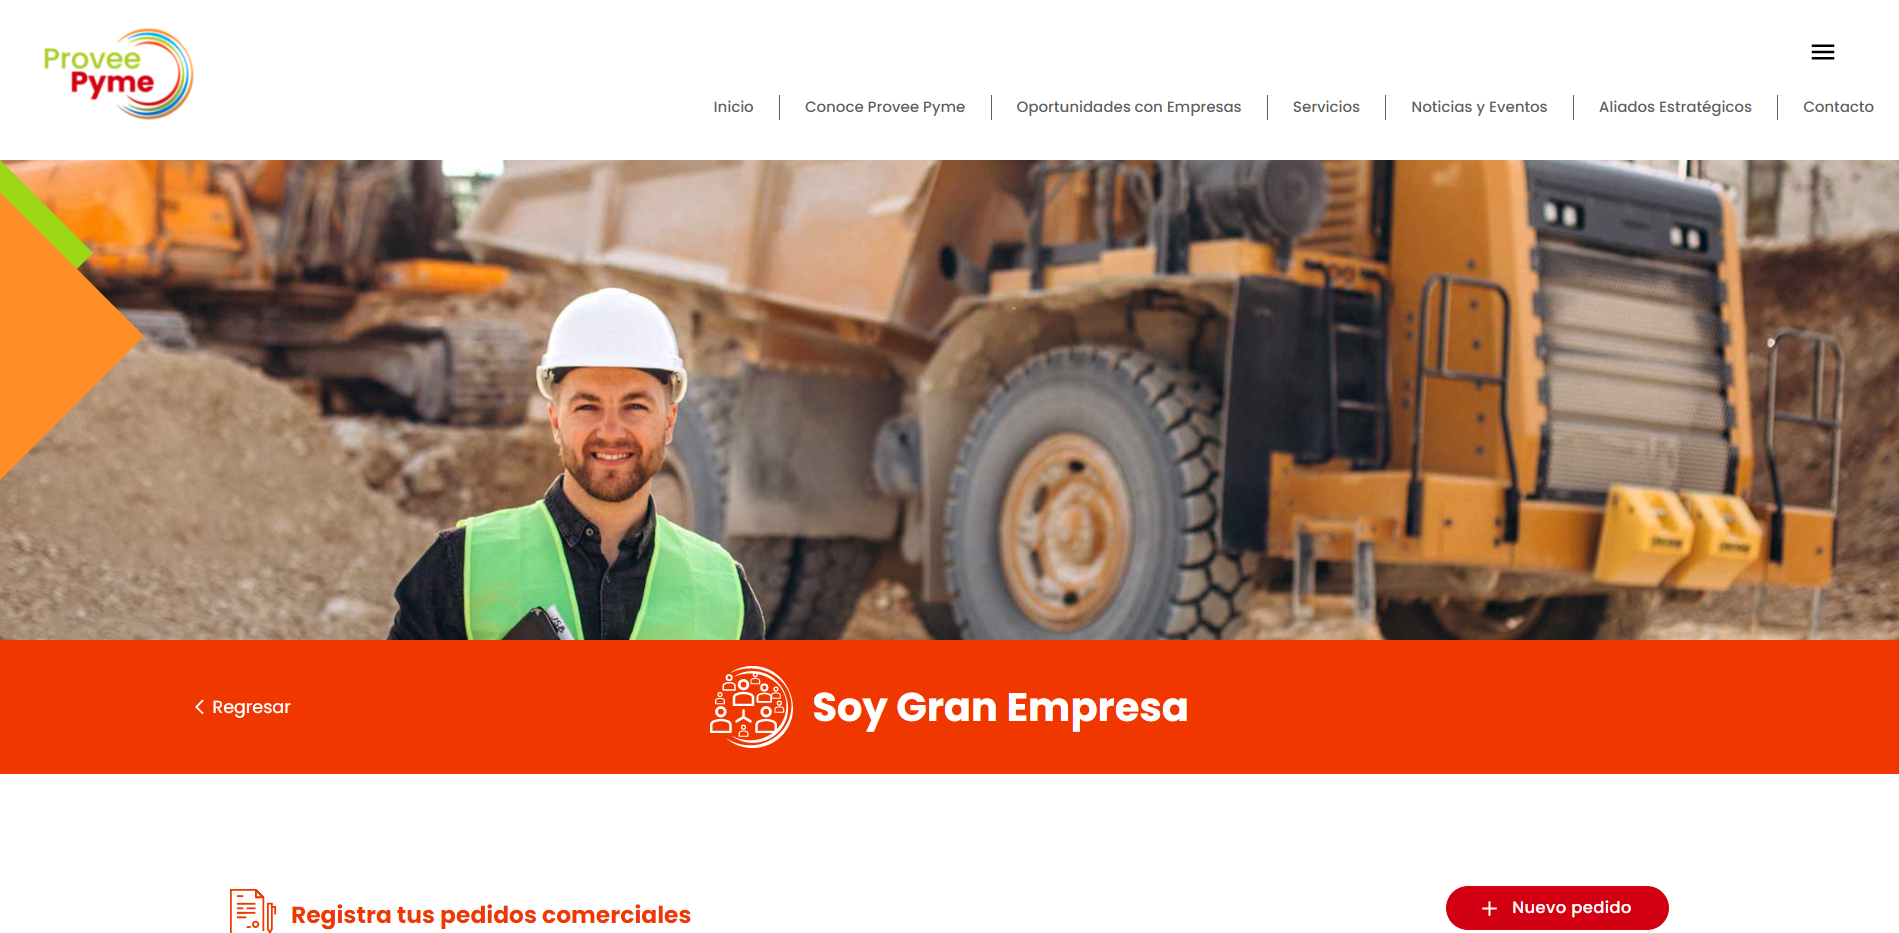 Provee
Pyme
Inicio
Conoce Provee Pyme
Oportunidades con Empresas
Servicios
Noticias y Eventos
Aliados Estratégicos
Contacto
Regresar
Soy Gran Empresa
Registra tus pedidos comerciales
Nuevo pedido